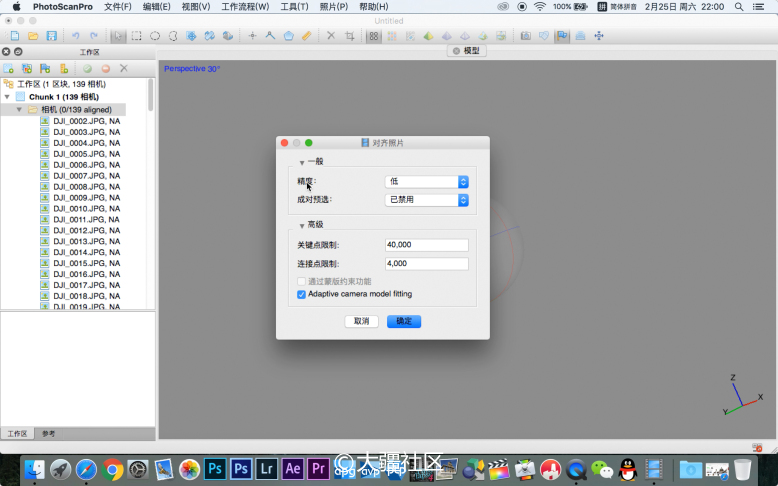 PhotoScanPro 文件(F) 编辑(E) 视图(V) 工作流程(W) 工具(T) 照片(P) 帮助(H) 100% 简体拼音 2月25日 周六 22:00
Untitled
工作区
模型
工作区 (1 区块, 139 相机)
Chunk 1 (139 相机)
相机 (0/139 aligned)
DJI_0002.JPG, NA
DJI_0003.JPG, NA
DJI_0004.JPG, NA
DJI_0005.JPG, NA
DJI_0006.JPG, NA
DJI_0007.JPG, NA
DJI_0008.JPG, NA
DJI_0009.JPG, NA
DJI_0010.JPG, NA
DJI_0011.JPG, NA
DJI_0012.JPG, NA
DJI_0013.JPG, NA
DJI_0014.JPG, NA
DJI_0015.JPG, NA
DJI_0016.JPG, NA
DJI_0017.JPG, NA
DJI_0018.JPG, NA
DJI_0019.JPG, NA
Perspective 30°
对齐照片
一般
精度: 低
成对预选: 已禁用
高级
关键点限制: 40,000
连接点限制: 4,000
通过蒙版约束功能
Adaptive camera model fitting
取消 确定
Z
X
Y
工作区 参考
Ps Ps Lr Ae Pr
©大疆社区